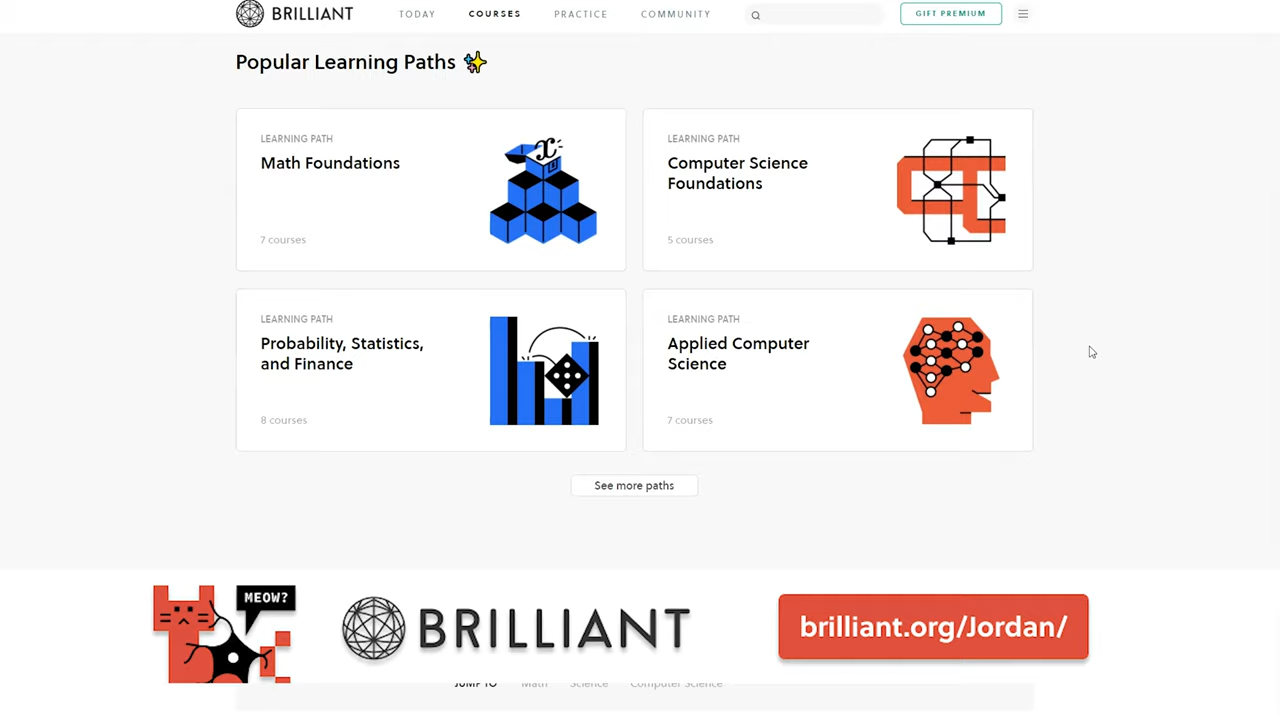 BRILLIANT
TODAY
COURSES
PRACTICE
COMMUNITY
GIFT PREMIUM
Popular Learning Paths
LEARNING PATH
Math Foundations
7 courses
LEARNING PATH
Computer Science
Foundations
5 courses
LEARNING PATH
Probability, Statistics,
and Finance
8 courses
LEARNING PATH
Applied Computer
Science
7 courses
See more paths
MEOW?
BRILLIANT
brilliant.org/Jordan/
JUMP TO
Math
Science
Computer Science